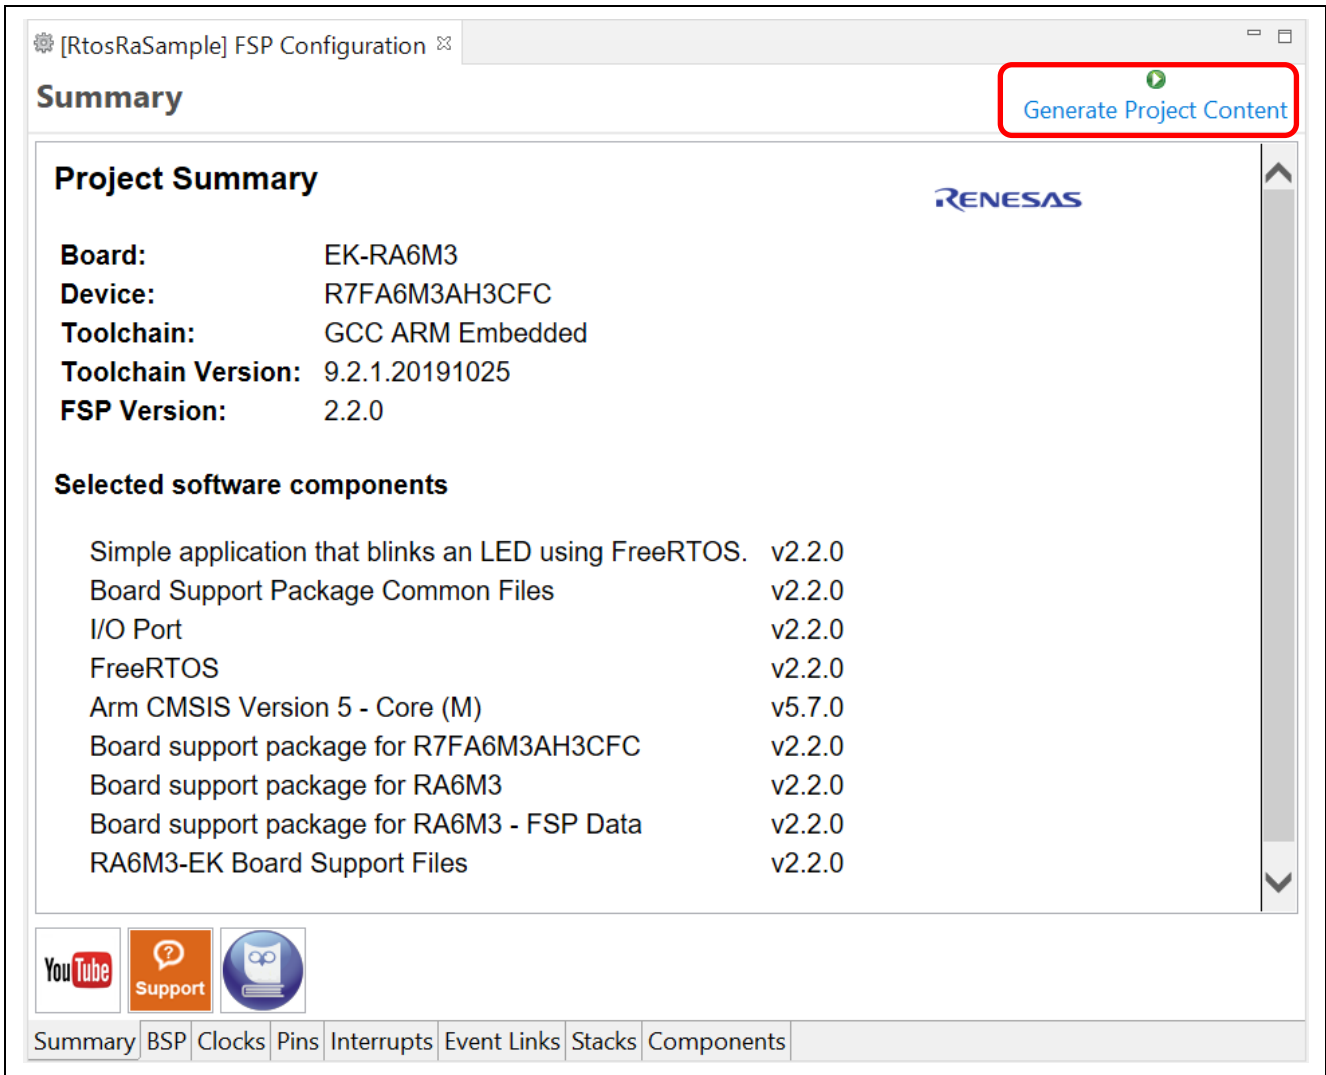 [RtosRaSample] FSP Configuration
Summary
Generate Project Content
Project Summary
RENESAS
Board: EK-RA6M3
Device: R7FA6M3AH3CFC
Toolchain: GCC ARM Embedded
Toolchain Version: 9.2.1.20191025
FSP Version: 2.2.0
Selected software components
Simple application that blinks an LED using FreeRTOS. v2.2.0
Board Support Package Common Files v2.2.0
I/O Port v2.2.0
FreeRTOS v2.2.0
Arm CMSIS Version 5 - Core (M) v5.7.0
Board support package for R7FA6M3AH3CFC v2.2.0
Board support package for RA6M3 v2.2.0
Board support package for RA6M3 - FSP Data v2.2.0
RA6M3-EK Board Support Files v2.2.0
YouTube
? Support
Summary BSP Clocks Pins Interrupts Event Links Stacks Components